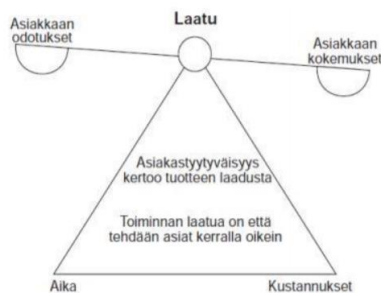 Laatu
Asiakkaan
odotukset
Asiakkaan
kokemukset
Asiakastyytyväisyys
kertoo tuotteen laadusta
Toiminnan laatua on että
tehdään asiat kerralla oikein
Aika
Kustannukset